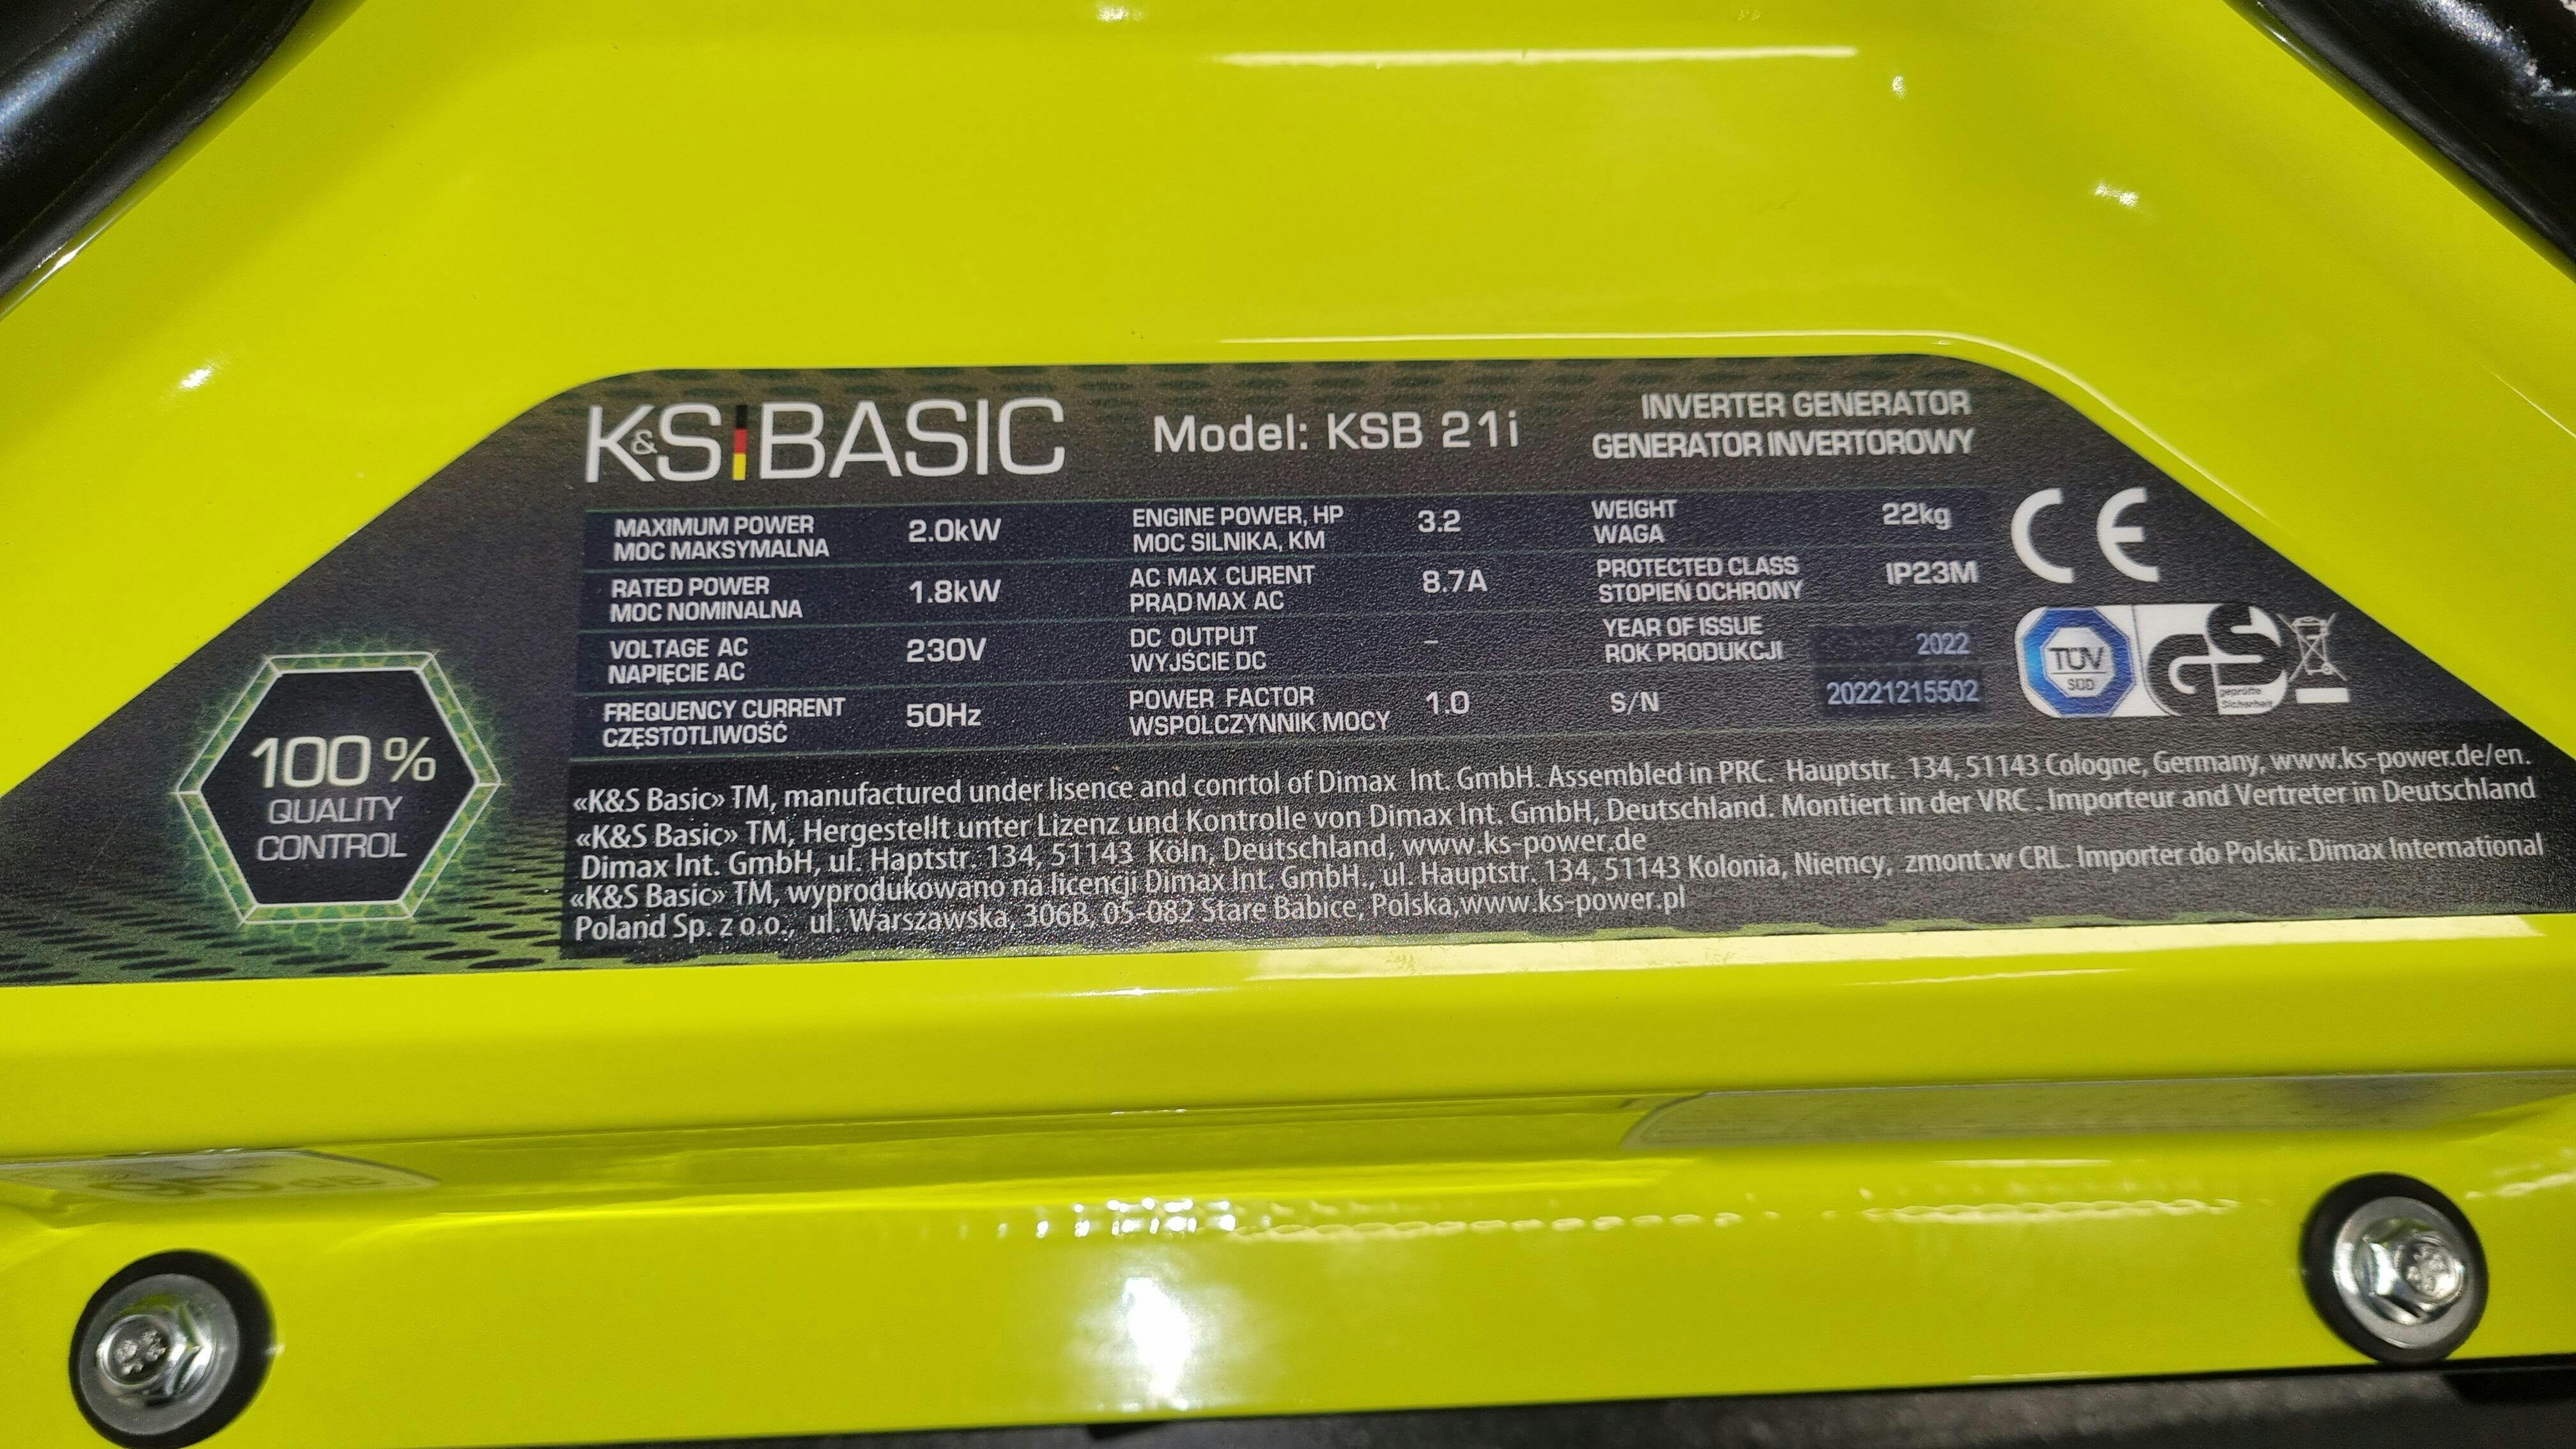 K&S BASIC
Model: KSB 21i
INVERTER GENERATOR
GENERATOR INVERTOROWY
MAXIMUM POWER
MOC MAKSYMALNA
2.0kW
ENGINE POWER, HP
MOC SILNIKA, KM
3.2
WEIGHT
WAGA
22kg
RATED POWER
MOC NOMINALNA
1.8kW
AC MAX CURENT
PRĄD MAX AC
8.7A
PROTECTED CLASS
STOPIEŃ OCHRONY
IP23M
VOLTAGE AC
NAPIĘCIE AC
230V
DC OUTPUT
WYJŚCIE DC
–
YEAR OF ISSUE
ROK PRODUKCJI
2022
FREQUENCY CURRENT
CZĘSTOTLIWOŚĆ
50Hz
POWER FACTOR
WSPÓLCZYNNIK MOCY
1.0
S/N
20221215502
CE
TÜV
SÜD
GS
geprüfte
Sicherheit
100 %
QUALITY
CONTROL
«K&S Basic» TM, manufactured under lisence and conrtol of Dimax Int. GmbH. Assembled in PRC. Hauptstr. 134, 51143 Cologne, Germany, www.ks-power.de/en.
«K&S Basic» TM, Hergestellt unter Lizenz und Kontrolle von Dimax Int. GmbH, Deutschland. Montiert in der VRC . Importeur and Vertreter in Deutschland
Dimax Int. GmbH, ul. Haptstr. 134, 51143 Köln, Deutschland, www.ks-power.de
«K&S Basic» TM, wyprodukowano na licencji Dimax Int. GmbH., ul. Hauptstr. 134, 51143 Kolonia, Niemcy, zmont.w CRL. Importer do Polski: Dimax International
Poland Sp. z o.o., ul. Warszawska, 306B, 05-082 Stare Babice, Polska,www.ks-power.pl